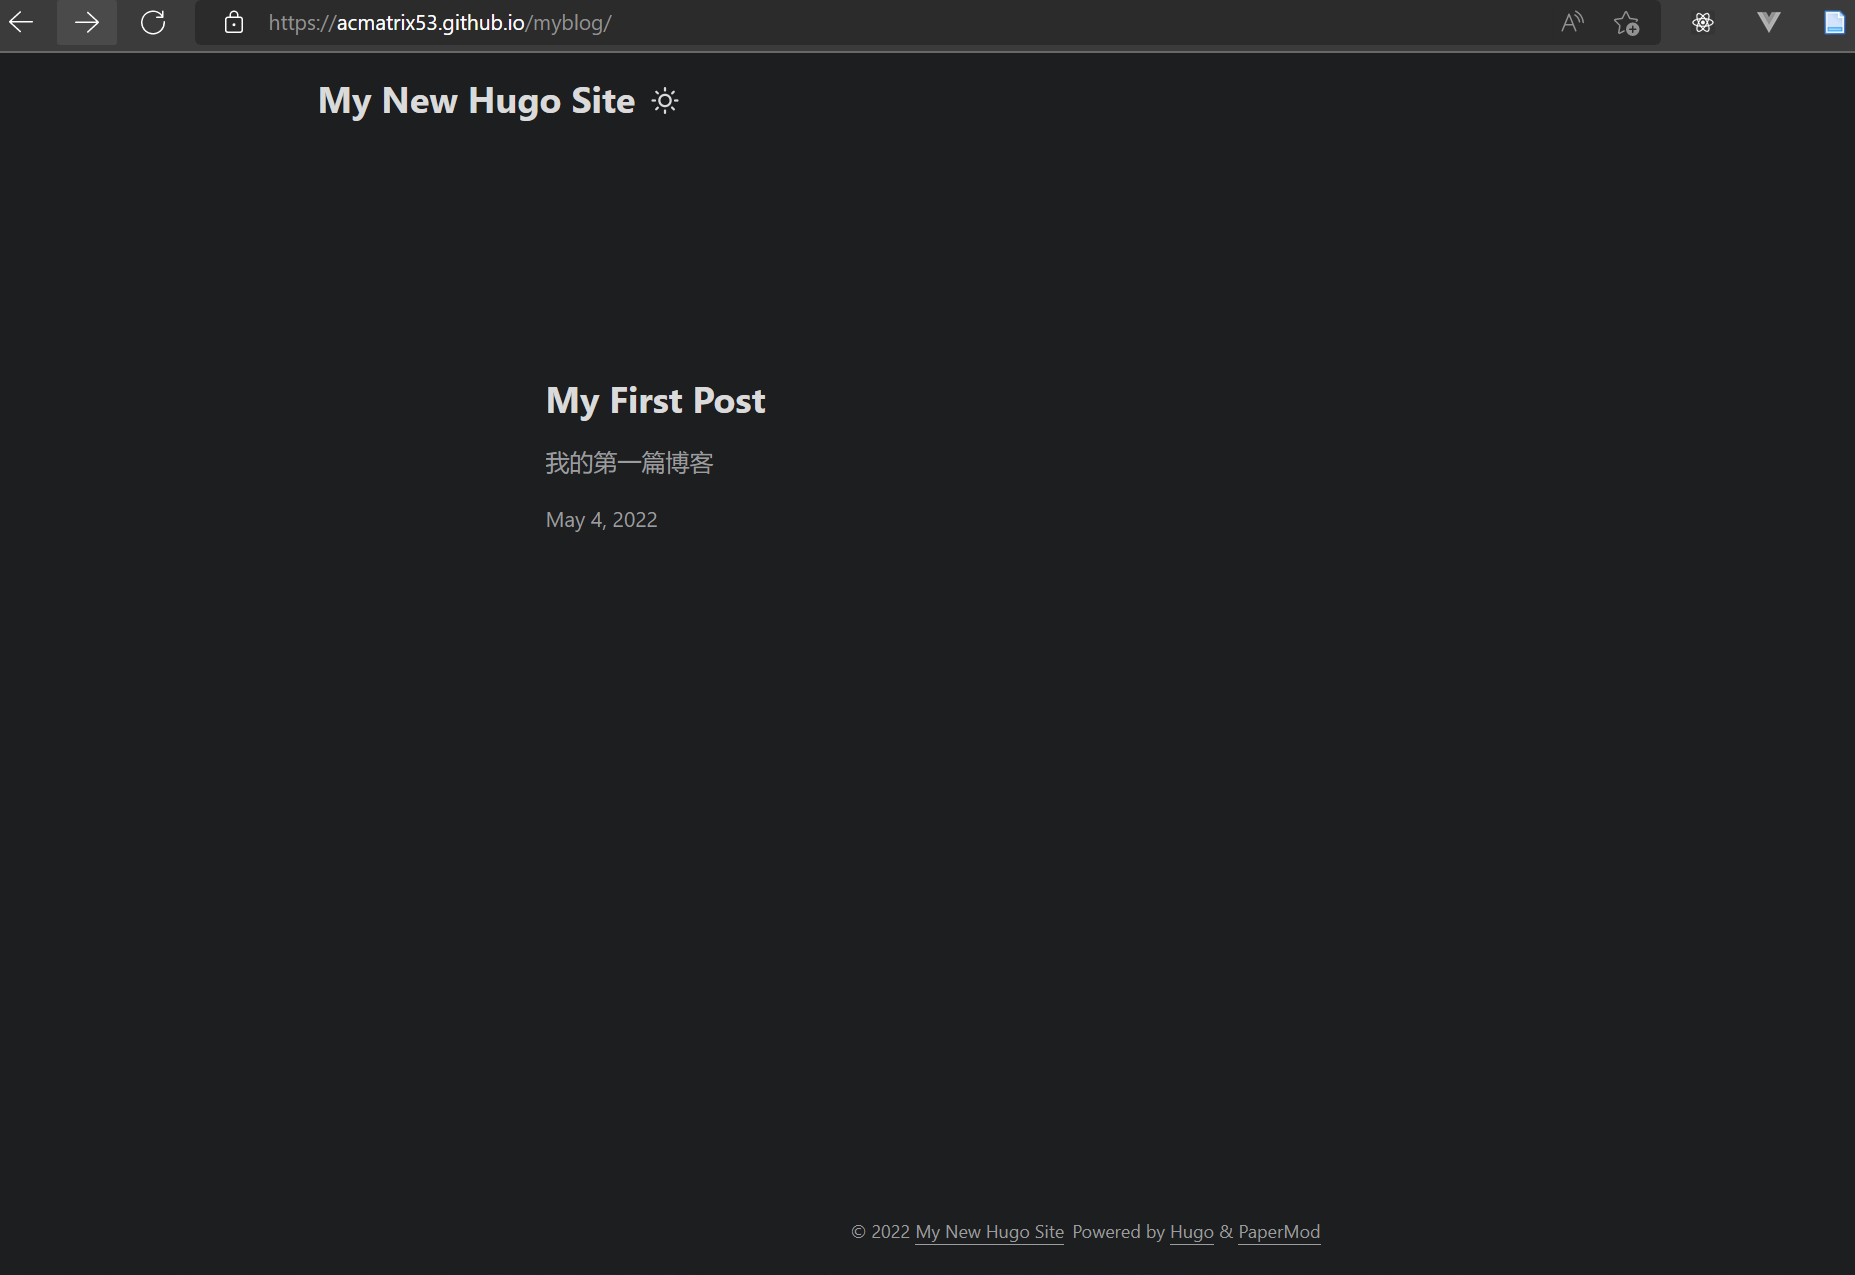 https://acmatrix53.github.io/myblog/
My New Hugo Site
My First Post
我的第一篇博客
May 4, 2022
© 2022 My New Hugo Site Powered by Hugo & PaperMod